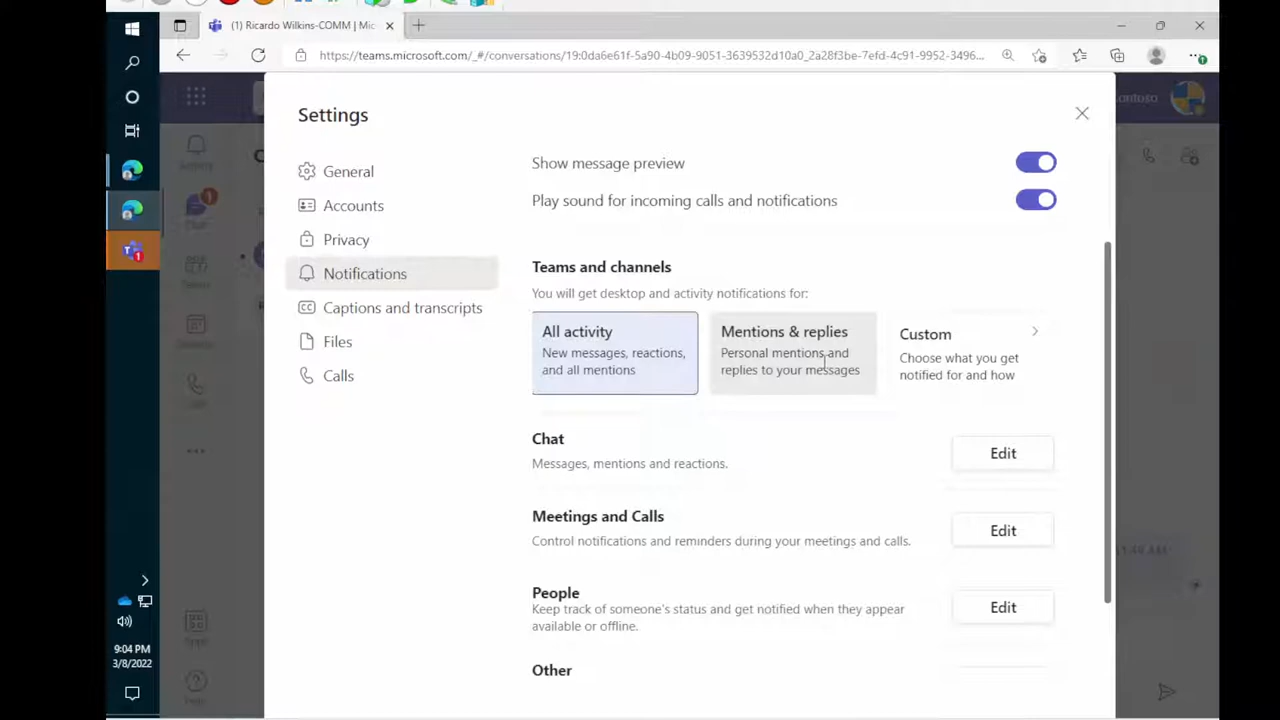 (1) Ricardo Wilkins-COMM | Mic
https://teams.microsoft.com/_#/conversations/19:0da6e61f-5a90-4b09-9051-3639532d10a0_2a28f3be-7efd-4c91-9952-3496...
Settings
General
Accounts
Privacy
Notifications
CC
Captions and transcripts
Files
Calls
Show message preview
Play sound for incoming calls and notifications
Teams and channels
You will get desktop and activity notifications for:
All activity
New messages, reactions,
and all mentions
Mentions & replies
Personal mentions and
replies to your messages
Custom
Choose what you get
notified for and how
Chat
Messages, mentions and reactions.
Edit
Meetings and Calls
Control notifications and reminders during your meetings and calls.
Edit
People
Keep track of someone's status and get notified when they appear
available or offline.
Edit
Other
9:04 PM
3/8/2022